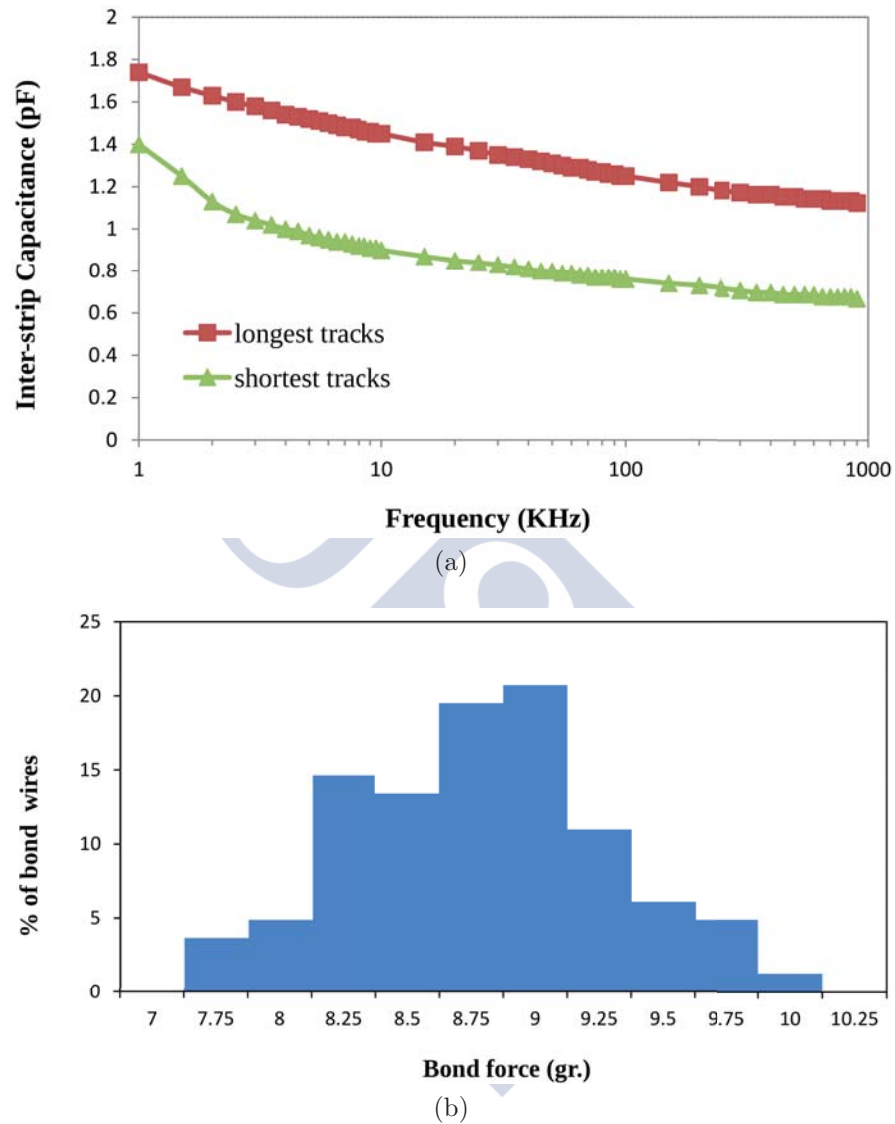 2
1.8
1.6
1.4
1.2
1
0.8
0.6
0.4
0.2
0
Inter-strip Capacitance (pF)
longest tracks
shortest tracks
1 10 100 1000
Frequency (KHz)
(a)
25
20
15
10
5
0
% of bond wires
7 7.75 8 8.25 8.5 8.75 9 9.25 9.5 9.75 10 10.25
Bond force (gr.)
(b)